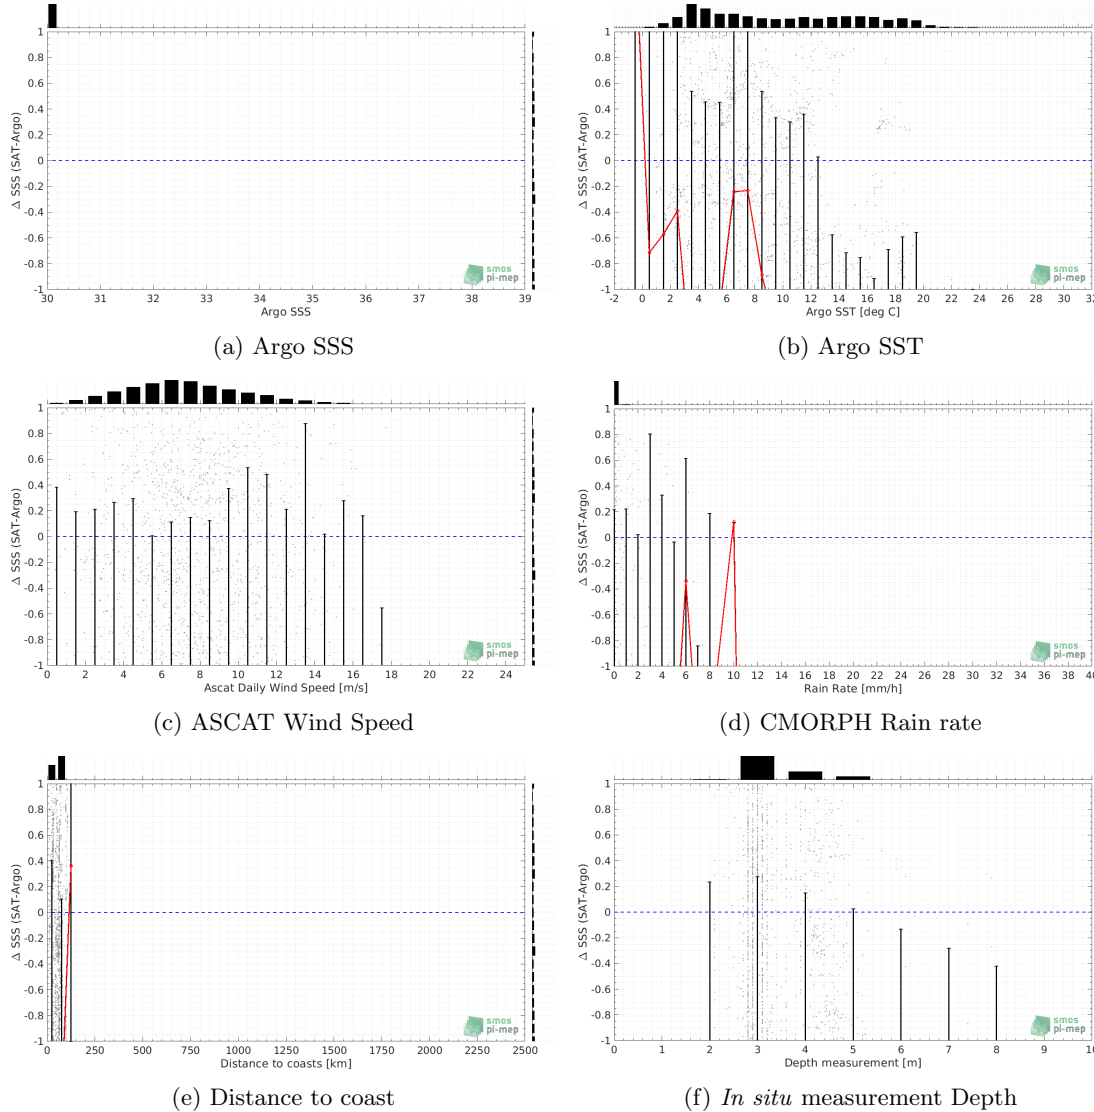 1
0.8
0.6
0.4
0.2
0
-0.2
-0.4
-0.6
-0.8
-1
Δ SSS (SAT-Argo)
smos
pi-mep
30 31 32 33 34 35 36 37 38 39
Argo SSS
(a) Argo SSS
1
0.8
0.6
0.4
0.2
0
-0.2
-0.4
-0.6
-0.8
-1
Δ SSS (SAT-Argo)
smos
pi-mep
-2 0 2 4 6 8 10 12 14 16 18 20 22 24 26 28 30 32
Argo SST [deg C]
(b) Argo SST
1
0.8
0.6
0.4
0.2
0
-0.2
-0.4
-0.6
-0.8
-1
Δ SSS (SAT-Argo)
smos
pi-mep
0 2 4 6 8 10 12 14 16 18 20 22 24
Ascat Daily Wind Speed [m/s]
(c) ASCAT Wind Speed
1
0.8
0.6
0.4
0.2
0
-0.2
-0.4
-0.6
-0.8
-1
Δ SSS (SAT-Argo)
smos
pi-mep
0 2 4 6 8 10 12 14 16 18 20 22 24 26 28 30 32 34 36 38 40
Rain Rate [mm/h]
(d) CMORPH Rain rate
1
0.8
0.6
0.4
0.2
0
-0.2
-0.4
-0.6
-0.8
-1
Δ SSS (SAT-Argo)
smos
pi-mep
0 250 500 750 1000 1250 1500 1750 2000 2250 2500
Distance to coasts [km]
(e) Distance to coast
1
0.8
0.6
0.4
0.2
0
-0.2
-0.4
-0.6
-0.8
-1
Δ SSS (SAT-Argo)
smos
pi-mep
0 1 2 3 4 5 6 7 8 9 10
Depth measurement [m]
(f) In situ measurement Depth